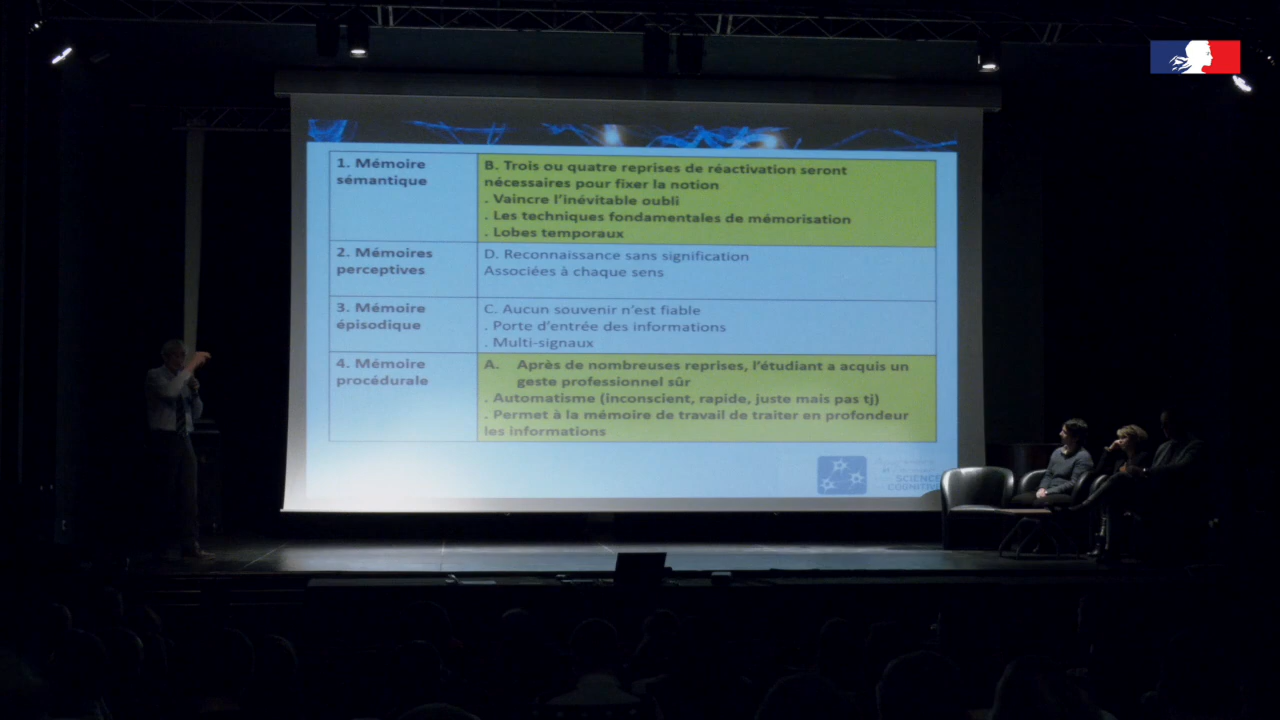 1. Mémoire
sémantique
B. Trois ou quatre reprises de réactivation seront
nécessaires pour fixer la notion
. Vaincre l'inévitable oubli
. Les techniques fondamentales de mémorisation
. Lobes temporaux
2. Mémoires
perceptives
D. Reconnaissance sans signification
Associées à chaque sens
3. Mémoire
épisodique
C. Aucun souvenir n'est fiable
. Porte d'entrée des informations
. Multi-signaux
4. Mémoire
procédurale
A. Après de nombreuses reprises, l'étudiant a acquis un
geste professionnel sûr
. Automatisme (inconscient, rapide, juste mais pas tj)
. Permet à la mémoire de travail de traiter en profondeur
les informations